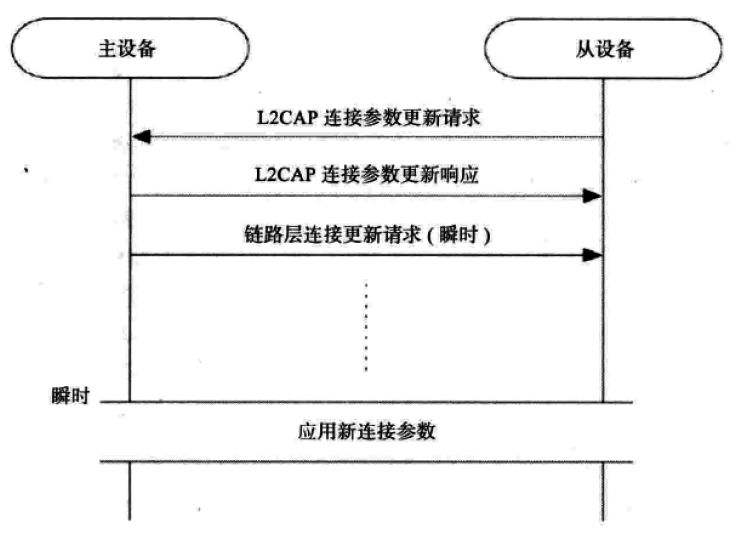 主设备
从设备
L2CAP 连接参数更新请求
L2CAP 连接参数更新响应
链路层连接更新请求 ( 瞬时 )
瞬时
应用新连接参数